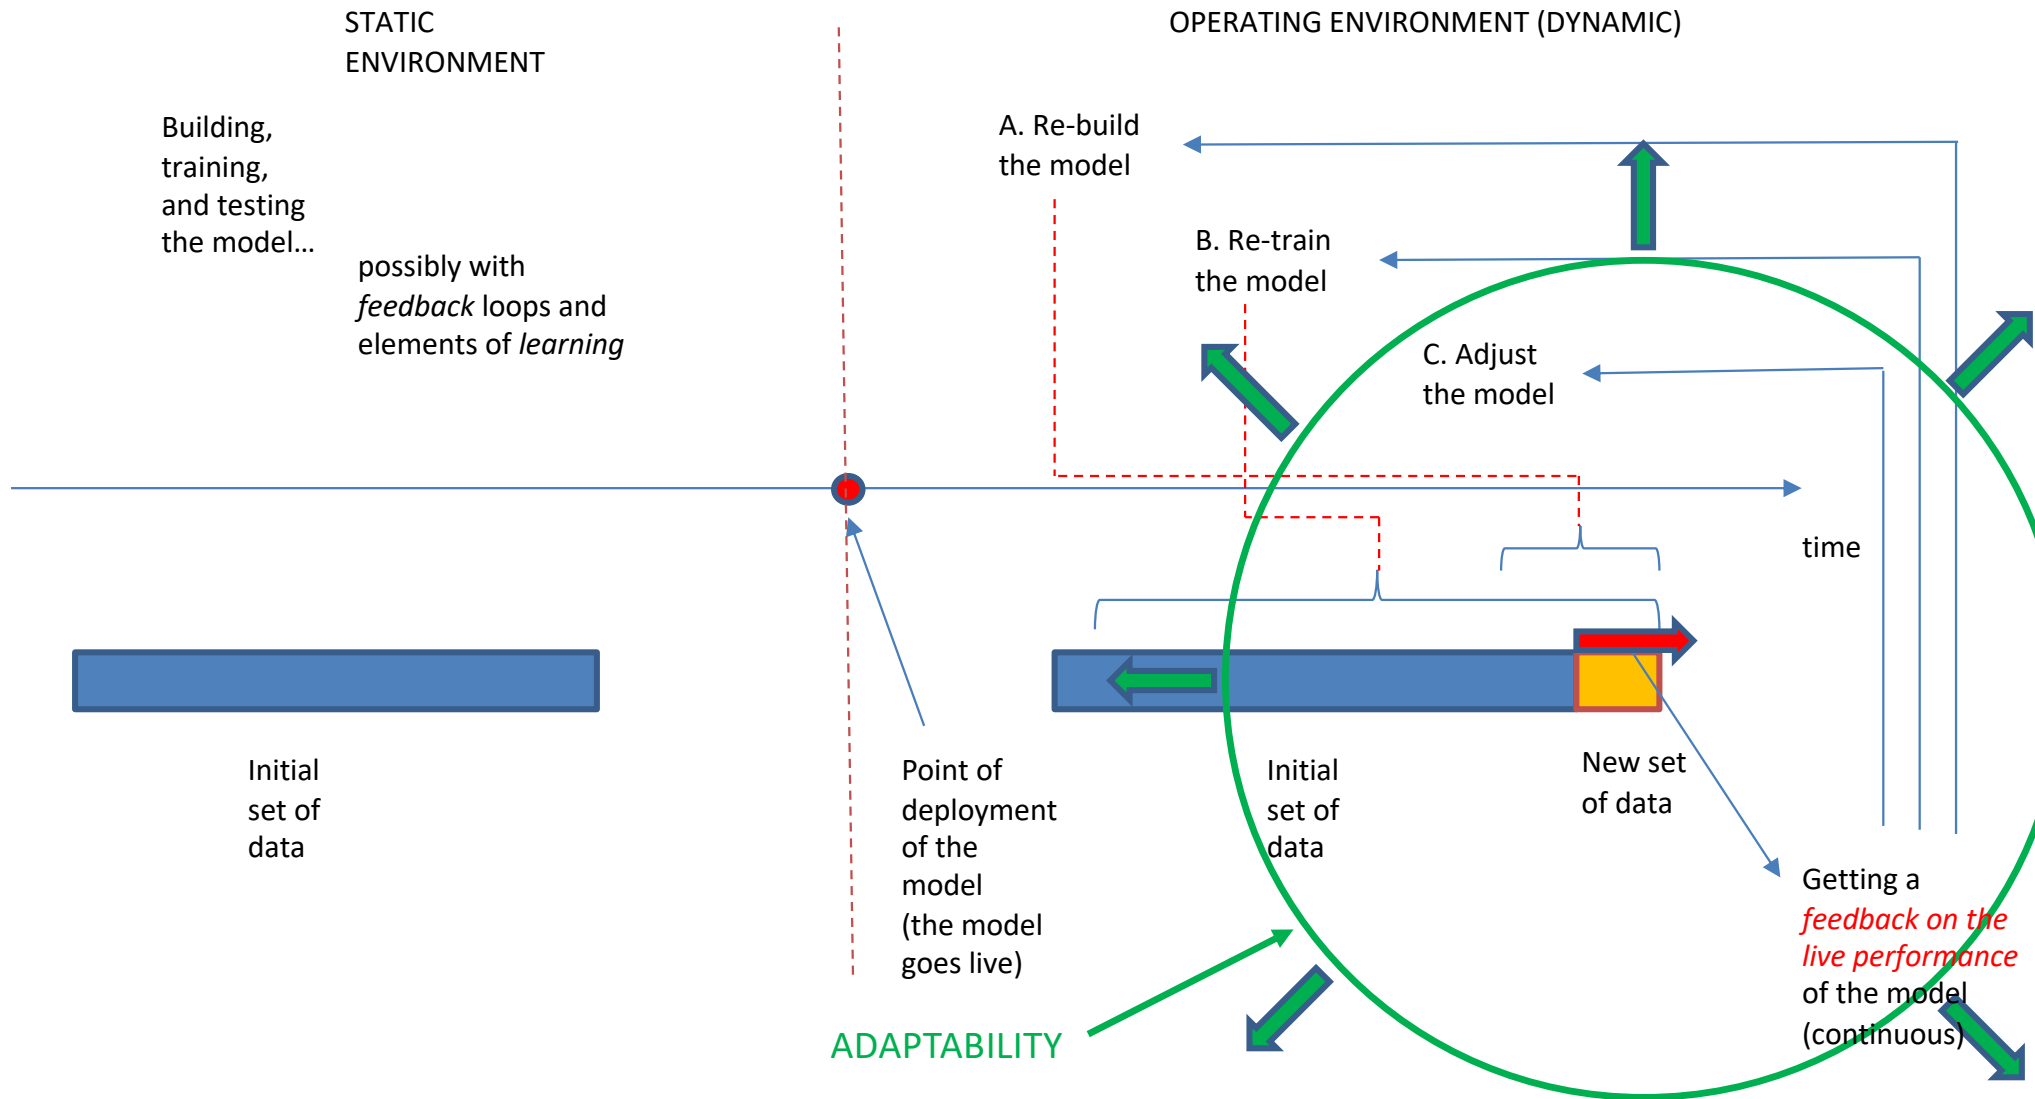 STATIC
ENVIRONMENT
OPERATING ENVIRONMENT (DYNAMIC)
Building,
training,
and testing
the model...
possibly with
feedback loops and
elements of learning
A. Re-build
the model
B. Re-train
the model
C. Adjust
the model
time
Initial
set of
data
Point of
deployment
of the
model
(the model
goes live)
Initial
set of
data
New set
of data
Getting a
feedback on the
live performance
of the model
(continuous)
ADAPTABILITY